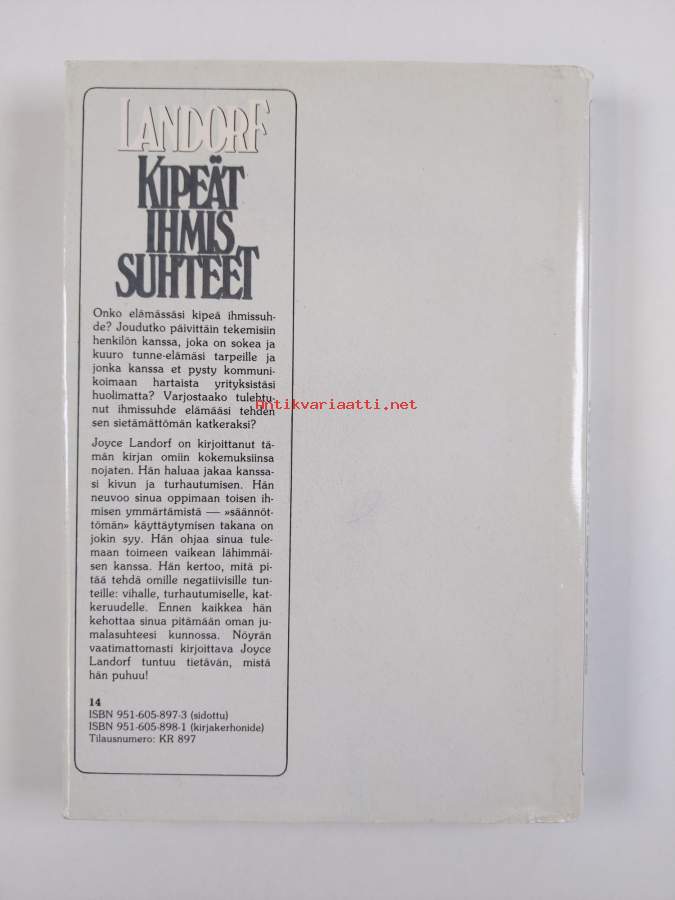 LANDORF
KIPEÄT
IHMIS
SUHTEET
Onko elämässäsi kipeä ihmissuh-
de? Joudutko päivittäin tekemisiin
henkilön kanssa, joka on sokea ja
kuuro tunne-elämäsi tarpeille ja
jonka kanssa et pysty kommuni-
koimaan hartaista yrityksistäsi
huolimatta? Varjostaako tulehtu-
nut ihmissuhde elämääsi tehden
sen sietämättömän katkeraksi?
Antikvariaatti.net
Joyce Landorf on kirjoittanut tä-
män kirjan omiin kokemuksiinsa
nojaten. Hän haluaa jakaa kanssa-
si kivun ja turhautumisen. Hän
neuvoo sinua oppimaan toisen ih-
misen ymmärtämistä — »säännöt-
tömän» käyttäytymisen takana on
jokin syy. Hän ohjaa sinua tule-
maan toimeen vaikean lähimmäi-
sen kanssa. Hän kertoo, mitä pi-
tää tehdä omille negatiivisille tun-
teille: vihalle, turhautumiselle, kat-
keruudelle. Ennen kaikkea hän
kehottaa sinua pitämään oman ju-
malasuhteesi kunnossa. Nöyrän
vaatimattomasti kirjoittava Joyce
Landorf tuntuu tietävän, mistä
hän puhuu!
14
ISBN 951-605-897-3 (sidottu)
ISBN 951-605-898-1 (kirjakerhonide)
Tilausnumero: KR 897